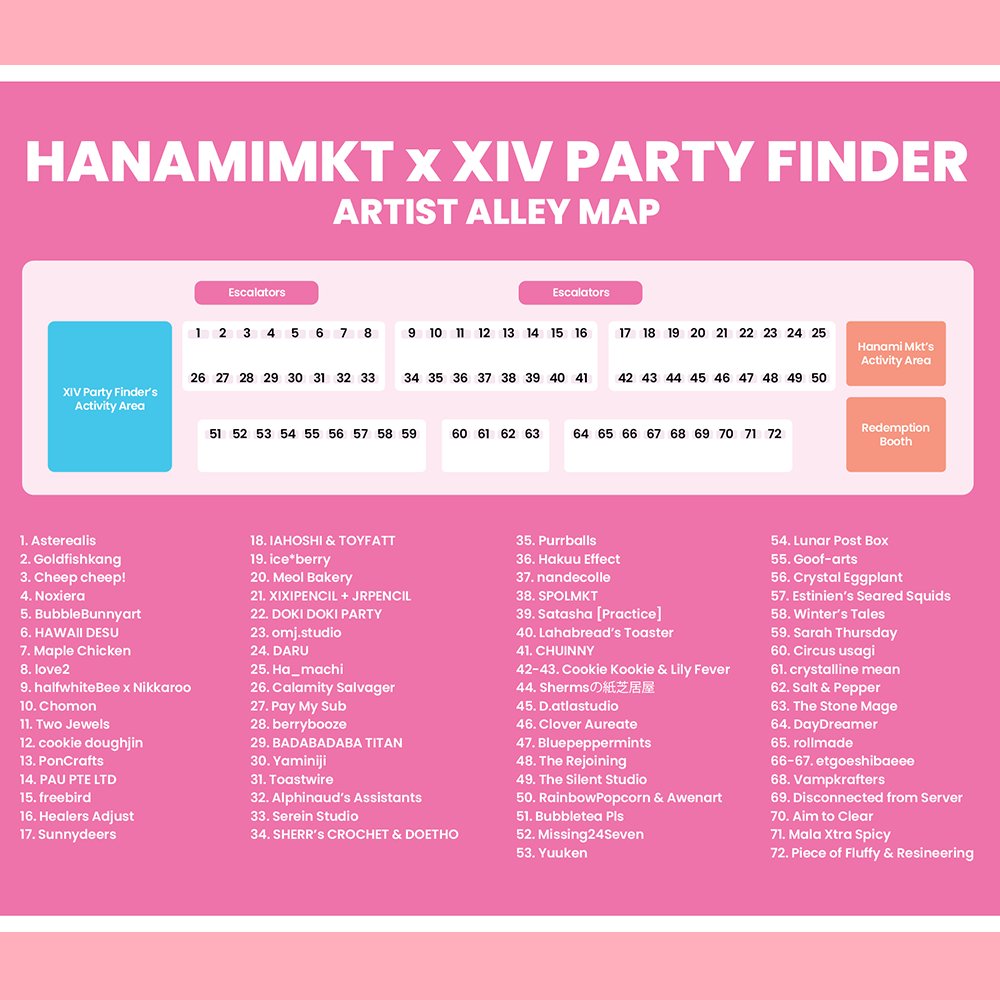 HANAMIMKT x XIV PARTY FINDER
ARTIST ALLEY MAP
Escalators
Escalators
XIV Party Finder's
Activity Area
1 2 3 4 5 6 7 8
9 10 11 12 13 14 15 16
17 18 19 20 21 22 23 24 25
Hanami Mkt's
Activity Area
26 27 28 29 30 31 32 33
34 35 36 37 38 39 40 41
42 43 44 45 46 47 48 49 50
51 52 53 54 55 56 57 58 59
60 61 62 63
64 65 66 67 68 69 70 71 72
Redemption
Booth
1. Asterealis
2. Goldfishkang
3. Cheep cheep!
4. Noxiera
5. BubbleBunnyart
6. HAWAII DESU
7. Maple Chicken
8. love2
9. halfwhiteBee x Nikkaroo
10. Chomon
11. Two Jewels
12. cookie doughjin
13. PonCrafts
14. PAU PTE LTD
15. freebird
16. Healers Adjust
17. Sunnydeers
18. IAHOSHI & TOYFATT
19. ice*berry
20. Meol Bakery
21. XIXIPENCIL + JRPENCIL
22. DOKI DOKI PARTY
23. omj.studio
24. DARU
25. Ha_machi
26. Calamity Salvager
27. Pay My Sub
28. berrybooze
29. BADABADABA TITAN
30. Yaminiji
31. Toastwire
32. Alphinaud's Assistants
33. Serein Studio
34. SHERR's CROCHET & DOETHO
35. Purrballs
36. Hakuu Effect
37. nandecolle
38. SPOLMKT
39. Satasha [Practice]
40. Lahabread's Toaster
41. CHUINNY
42-43. Cookie Kookie & Lily Fever
44. Shermsの紙芝居屋
45. D.atlastudio
46. Clover Aureate
47. Bluepeppermints
48. The Rejoining
49. The Silent Studio
50. RainbowPopcorn & Awenart
51. Bubbletea Pls
52. Missing24Seven
53. Yuuken
54. Lunar Post Box
55. Goof-arts
56. Crystal Eggplant
57. Estinien's Seared Squids
58. Winter's Tales
59. Sarah Thursday
60. Circus usagi
61. crystalline mean
62. Salt & Pepper
63. The Stone Mage
64. DayDreamer
65. rollmade
66-67. etgoeshibaeee
68. Vampkrafters
69. Disconnected from Server
70. Aim to Clear
71. Mala Xtra Spicy
72. Piece of Fluffy & Resineering